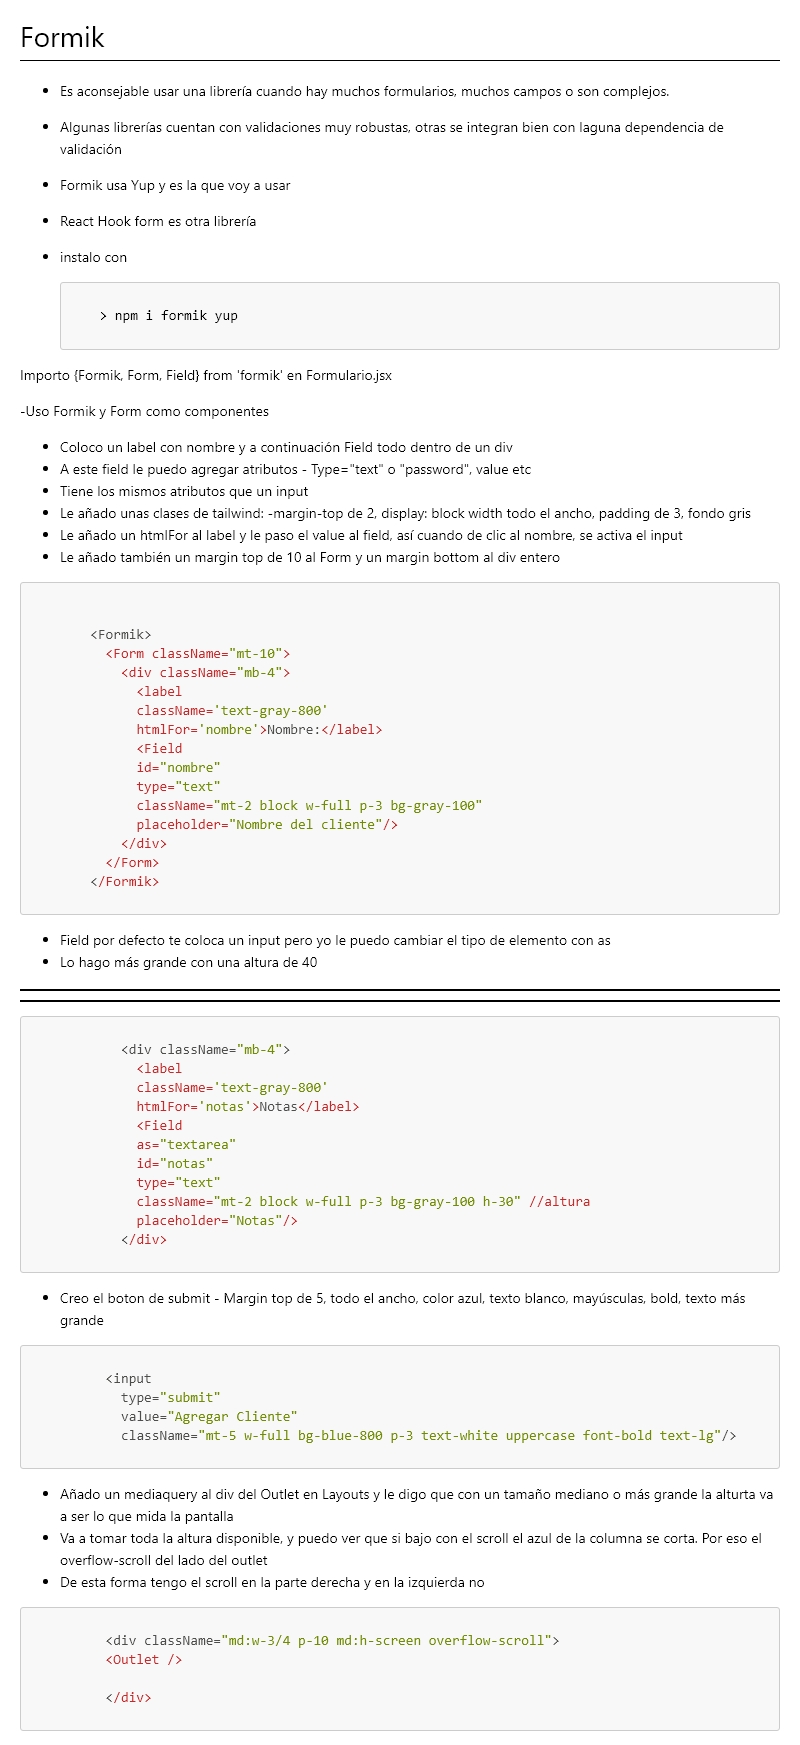 Formik
Es aconsejable usar una librería cuando hay muchos formularios, muchos campos o son complejos.
Algunas librerías cuentan con validaciones muy robustas, otras se integran bien con laguna dependencia de
validación
Formik usa Yup y es la que voy a usar
React Hook form es otra librería
instalo con
> npm i formik yup
Importo {Formik, Form, Field} from 'formik' en Formulario.jsx
-Uso Formik y Form como componentes
Coloco un label con nombre y a continuación Field todo dentro de un div
A este field le puedo agregar atributos - Type="text" o "password", value etc
Tiene los mismos atributos que un input
Le añado unas clases de tailwind: -margin-top de 2, display: block width todo el ancho, padding de 3, fondo gris
Le añado un htmlFor al label y le paso el value al field, así cuando de clic al nombre, se activa el input
Le añado también un margin top de 10 al Form y un margin bottom al div entero
<Formik>
<Form className="mt-10">
<div className="mb-4">
<label
className='text-gray-800'
htmlFor='nombre'>Nombre:</label>
<Field
id="nombre"
type="text"
className="mt-2 block w-full p-3 bg-gray-100"
placeholder="Nombre del cliente"/>
</div>
</Form>
</Formik>
Field por defecto te coloca un input pero yo le puedo cambiar el tipo de elemento con as
Lo hago más grande con una altura de 40
<div className="mb-4">
<label
className='text-gray-800'
htmlFor='notas'>Notas</label>
<Field
as="textarea"
id="notas"
type="text"
className="mt-2 block w-full p-3 bg-gray-100 h-30" //altura
placeholder="Notas"/>
</div>
Creo el boton de submit - Margin top de 5, todo el ancho, color azul, texto blanco, mayúsculas, bold, texto más
grande
<input
type="submit"
value="Agregar Cliente"
className="mt-5 w-full bg-blue-800 p-3 text-white uppercase font-bold text-lg"/>
Añado un mediaquery al div del Outlet en Layouts y le digo que con un tamaño mediano o más grande la alturta va
a ser lo que mida la pantalla
Va a tomar toda la altura disponible, y puedo ver que si bajo con el scroll el azul de la columna se corta. Por eso el
overflow-scroll del lado del outlet
De esta forma tengo el scroll en la parte derecha y en la izquierda no
<div className="md:w-3/4 p-10 md:h-screen overflow-scroll">
<Outlet />
</div>